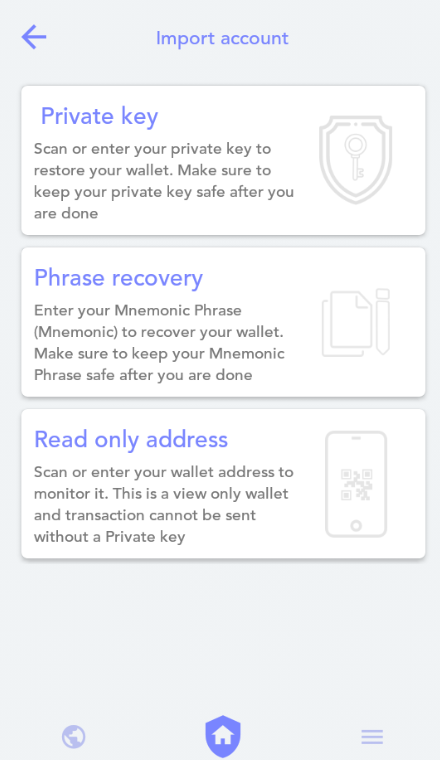 Import account
Private key
Scan or enter your private key to
restore your wallet. Make sure to
keep your private key safe after you
are done
Phrase recovery
Enter your Mnemonic Phrase
(Mnemonic) to recover your wallet.
Make sure to keep your Mnemonic
Phrase safe after you are done
Read only address
Scan or enter your wallet address to
monitor it. This is a view only wallet
and transaction cannot be sent
without a Private key